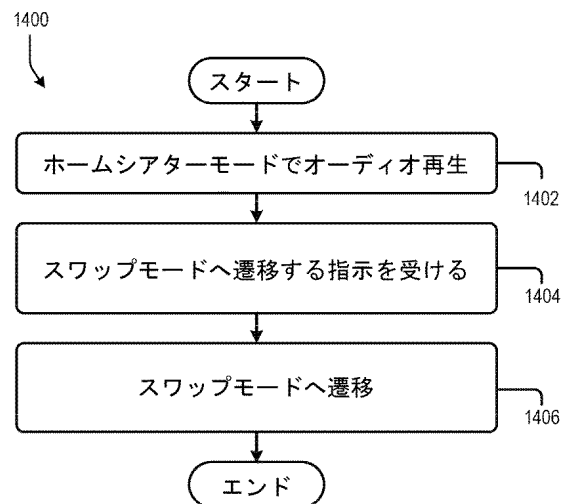 1400
スタート
ホームシアターモードでオーディオ再生
1402
スワップモードへ遷移する指示を受ける
1404
スワップモードへ遷移
1406
エンド